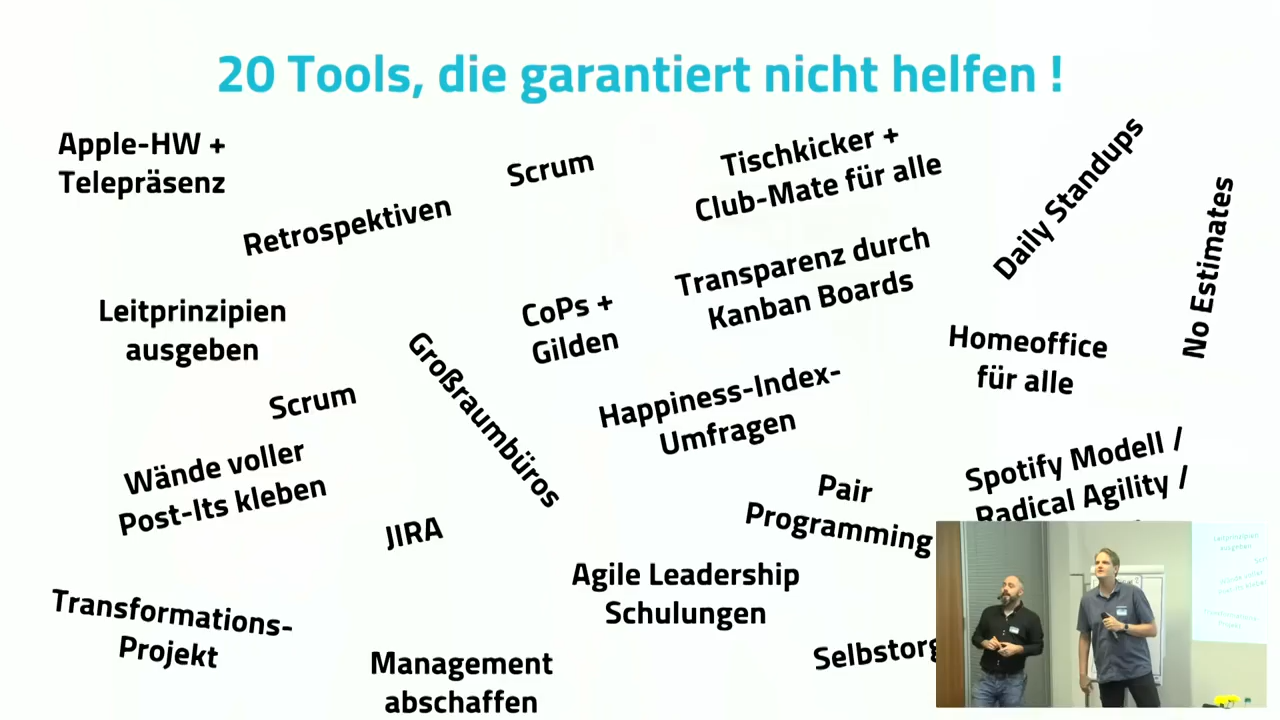 20 Tools, die garantiert nicht helfen !
Apple-HW +
Telepräsenz
Scrum
Tischkicker +
Club-Mate für alle
Daily Standups
Retrospektiven
No Estimates
Transparenz durch
Kanban Boards
Leitprinzipien
ausgeben
CoPs +
Gilden
Großraumbüros
Homeoffice
für alle
Scrum
Happiness-Index-
Umfragen
Wände voller
Post-Its kleben
Spotify Modell /
Radical Agility /
Pair
Programming
JIRA
Agile Leadership
Schulungen
Transformations-
Projekt
Management
abschaffen
Leitprinzipien
ausgeben